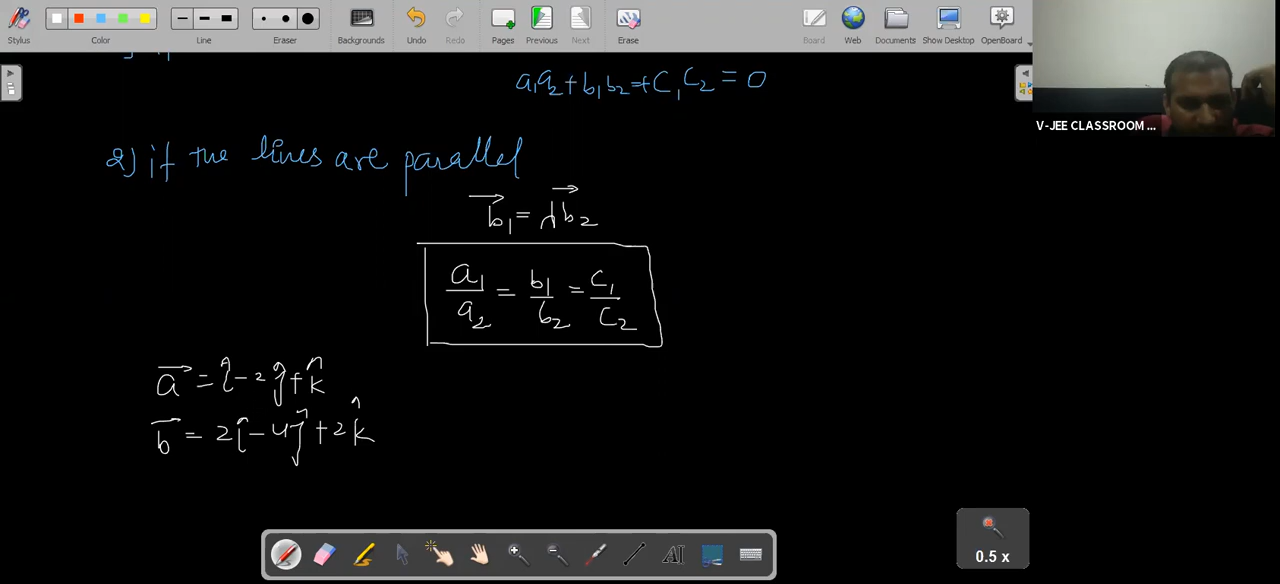 Stylus Color Line Eraser Backgrounds Undo Redo Pages Previous Next Erase Board Web Documents Show Desktop OpenBoard
V-JEE CLASSROOM ...
a₁a₂+b₁b₂+c₁c₂ = 0
2) if the lines are parallel
b₁⃗ = λb₂⃗
a₁/a₂ = b₁/b₂ = c₁/c₂
a⃗ = î - 2ĵ + k̂
b⃗ = 2î - 4ĵ + 2k̂
0.5 x